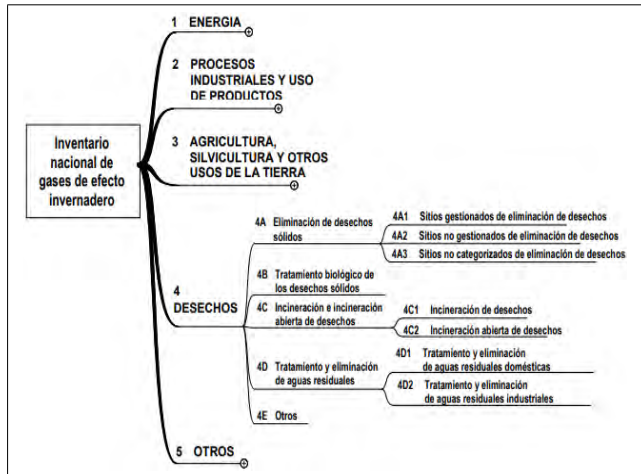 1 ENERGIA
2 PROCESOS
INDUSTRIALES Y USO
DE PRODUCTOS
Inventario
nacional de
gases de efecto
invernadero
3 AGRICULTURA,
SILVICULTURA Y OTROS
USOS DE LA TIERRA
4
DESECHOS
4A Eliminación de desechos
sólidos
4A1 Sitios gestionados de eliminación de desechos
4A2 Sitios no gestionados de eliminación de desechos
4A3 Sitios no categorizados de eliminación de desechos
4B Tratamiento biológico de
los desechos sólidos
4C Incineración e incineración
abierta de desechos
4C1 Incineración de desechos
4C2 Incineración abierta de desechos
4D Tratamiento y eliminación
de aguas residuales
4D1 Tratamiento y eliminación
de aguas residuales domésticas
4D2 Tratamiento y eliminación
de aguas residuales industriales
4E Otros
5 OTROS